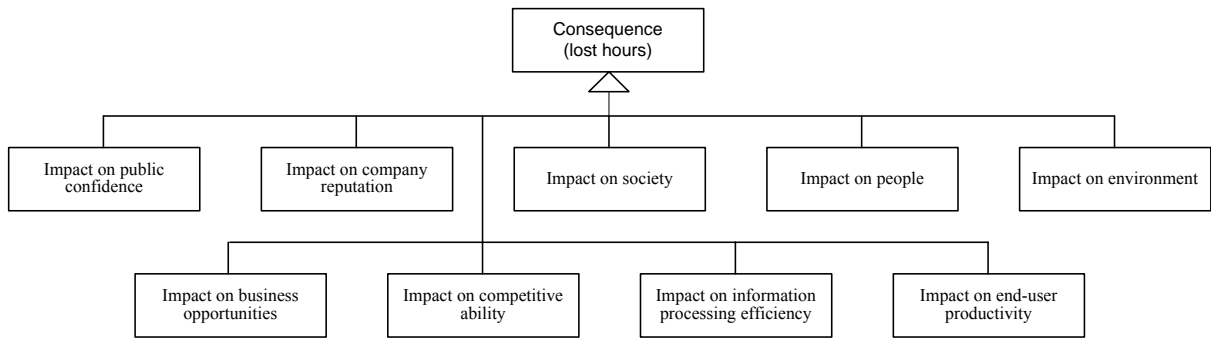 Consequence
(lost hours)
Impact on public
confidence
Impact on company
reputation
Impact on society
Impact on people
Impact on environment
Impact on business
opportunities
Impact on competitive
ability
Impact on information
processing efficiency
Impact on end-user
productivity